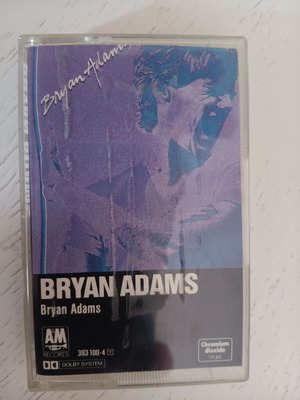 Bryan Adams
BRYAN ADAMS
Bryan Adams
A&M
RECORDS
393 100-4 Y
DOLBY SYSTEM
Chromium
dioxide